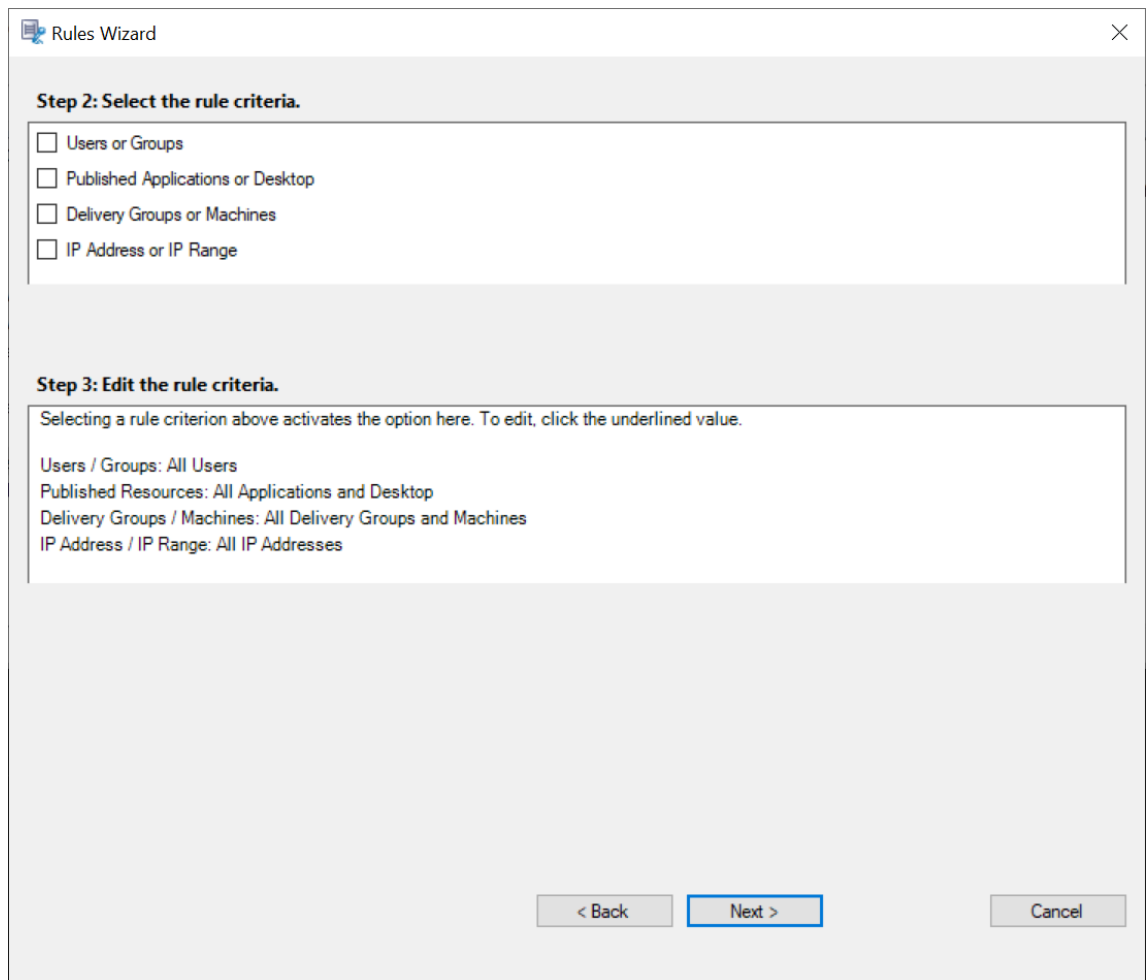 Rules Wizard
Step 2: Select the rule criteria.
Users or Groups
Published Applications or Desktop
Delivery Groups or Machines
IP Address or IP Range
Step 3: Edit the rule criteria.
Selecting a rule criterion above activates the option here. To edit, click the underlined value.
Users / Groups: All Users
Published Resources: All Applications and Desktop
Delivery Groups / Machines: All Delivery Groups and Machines
IP Address / IP Range: All IP Addresses
< Back
Next >
Cancel